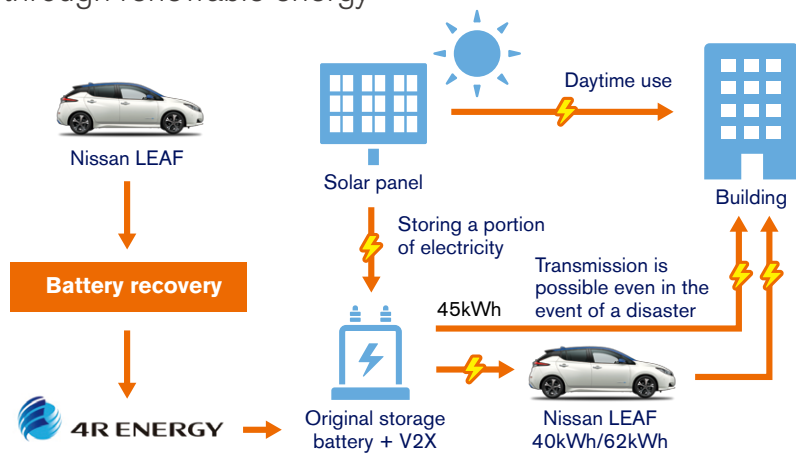 through renewable energy
Daytime use
Nissan LEAF
Solar panel
Building
Storing a portion
of electricity
Battery recovery
Transmission is
possible even in the
event of a disaster
45kWh
4R ENERGY
Original storage
battery + V2X
Nissan LEAF
40kWh/62kWh